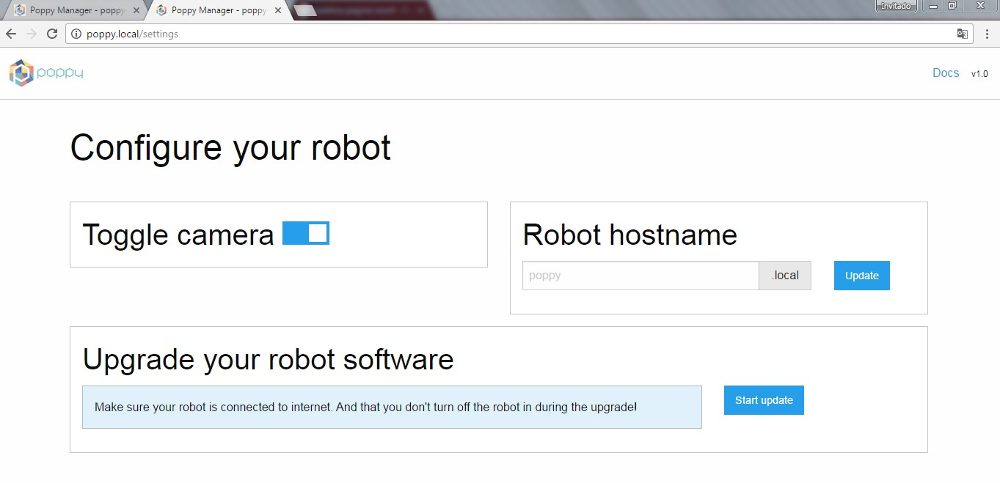 Poppy Manager - poppy
Poppy Manager - poppy
Invitado
poppy.local/settings
poppy
Docs
v1.0
Configure your robot
Toggle camera
Robot hostname
poppy
.local
Update
Upgrade your robot software
Make sure your robot is connected to internet. And that you don't turn off the robot in during the upgrade!
Start update